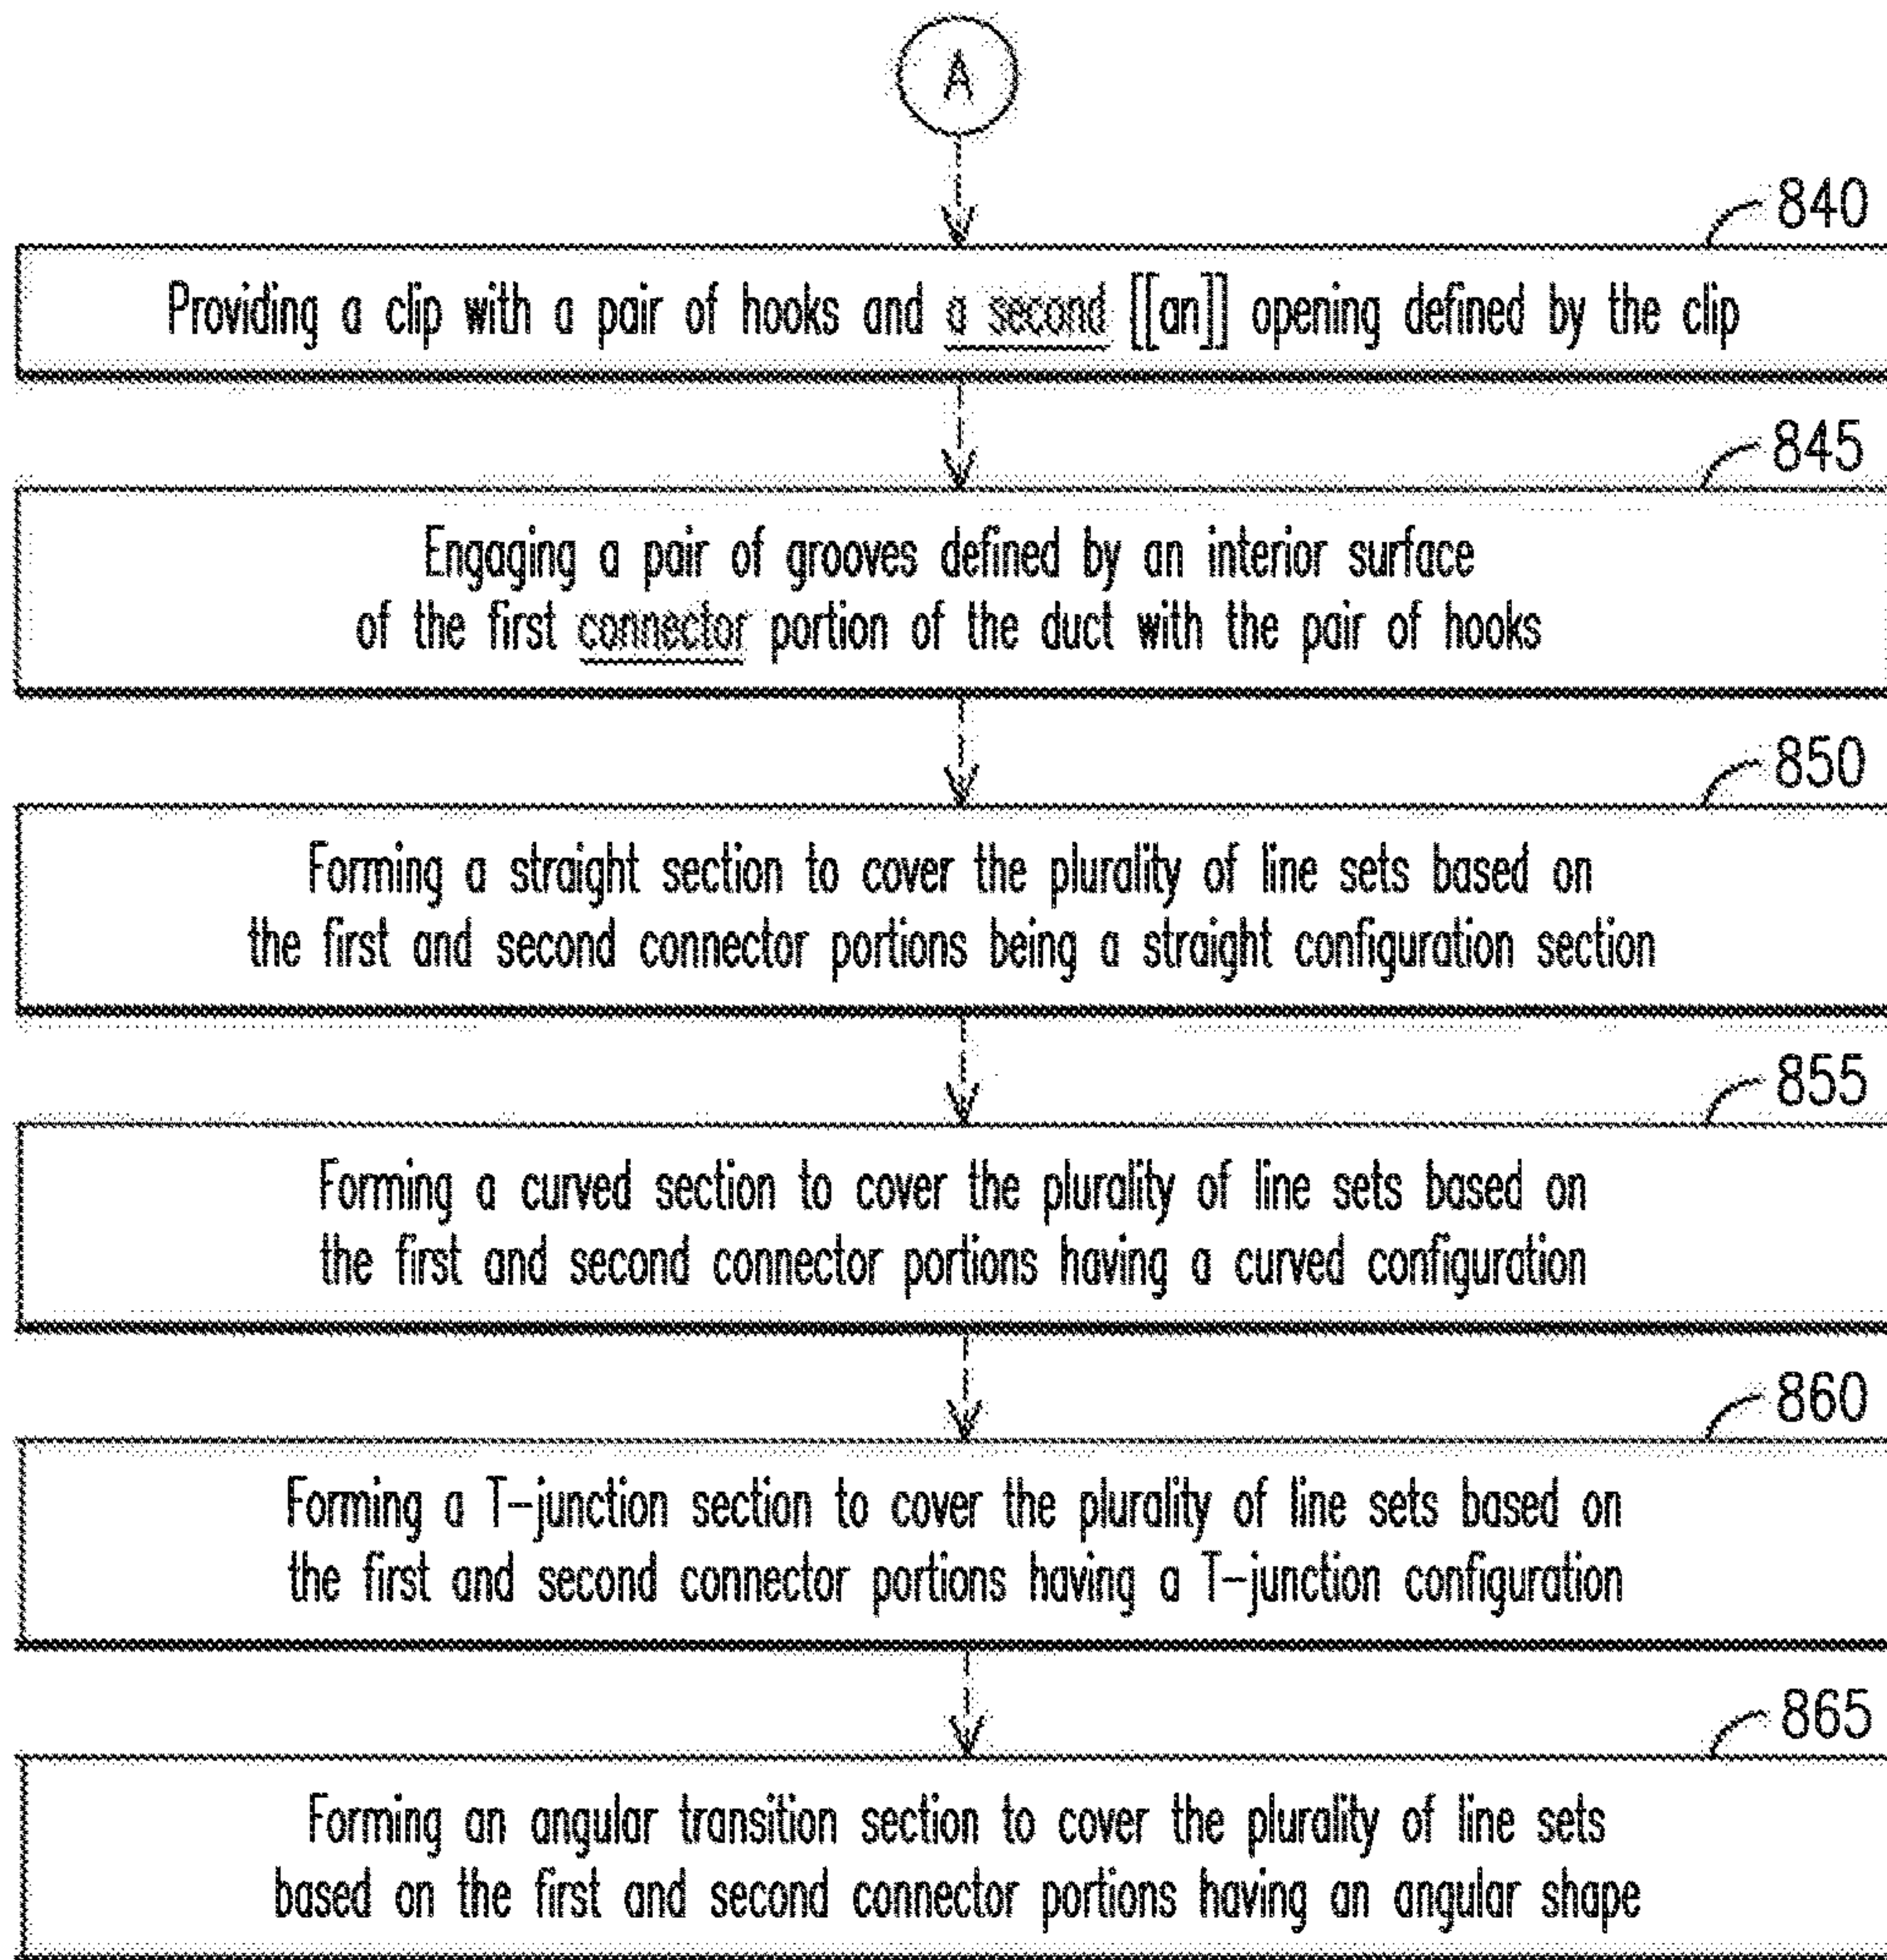 A
840
Providing a clip with a pair of hooks and a second [[an]] opening defined by the clip
845
Engaging a pair of grooves defined by an interior surface
of the first connector portion of the duct with the pair of hooks
850
Forming a straight section to cover the plurality of line sets based on
the first and second connector portions being a straight configuration section
855
Forming a curved section to cover the plurality of line sets based on
the first and second connector portions having a curved configuration
860
Forming a T-junction section to cover the plurality of line sets based on
the first and second connector portions having a T-junction configuration
865
Forming an angular transition section to cover the plurality of line sets
based on the first and second connector portions having an angular shape